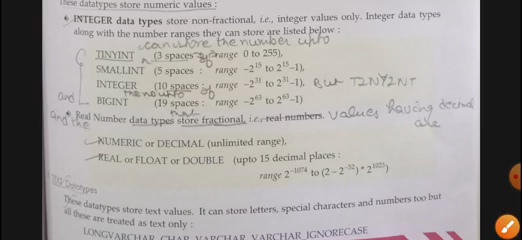 These datatypes store numeric values :
INTEGER data types store non-fractional, i.e., integer values only. Integer data types
along with the number ranges they can store are listed below :
can store the number upto
TINYINT (3 spaces : range 0 to 255),
SMALLINT (5 spaces : range -2^15 to 2^15-1),
INTEGER (10 spaces : range -2^31 to 2^31-1), But T2NY2NT
BIGINT (19 spaces : range -2^63 to 2^63-1)
and
that
Real Number data types store fractional, i.e., real numbers. values having decimal
and the are
NUMERIC or DECIMAL (unlimited range),
REAL or FLOAT or DOUBLE (upto 15 decimal places :
range 2^-1074 to (2-2^-52) * 2^1023)
Datatypes
These datatypes store text values. It can store letters, special characters and numbers too but
all these are treated as text only :
LONGVARCHAR CHAR VARCHAR VARCHAR_IGNORECASE